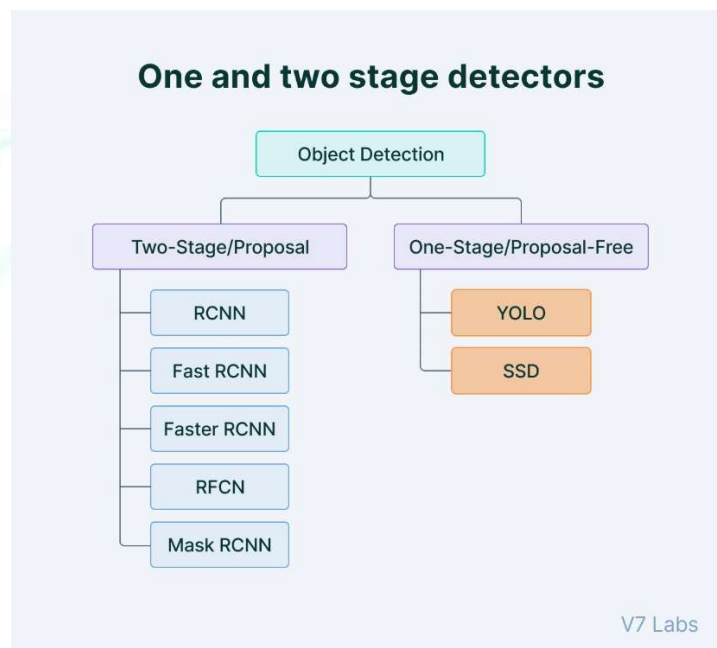 One and two stage detectors
Object Detection
Two-Stage/Proposal
One-Stage/Proposal-Free
RCNN
Fast RCNN
Faster RCNN
RFCN
Mask RCNN
YOLO
SSD
V7 Labs